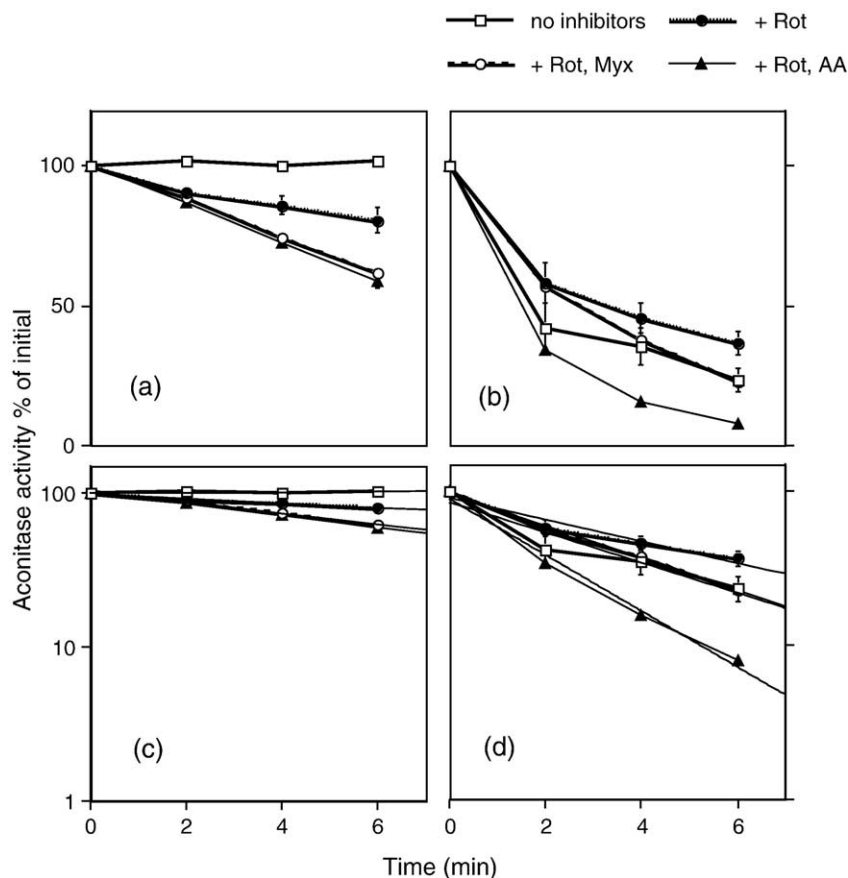 no inhibitors + Rot
+ Rot, Myx + Rot, AA
Aconitase activity % of initial
100
50
0
(a) (b)
100
10
1
(c) (d)
0 2 4 6 0 2 4 6
Time (min)